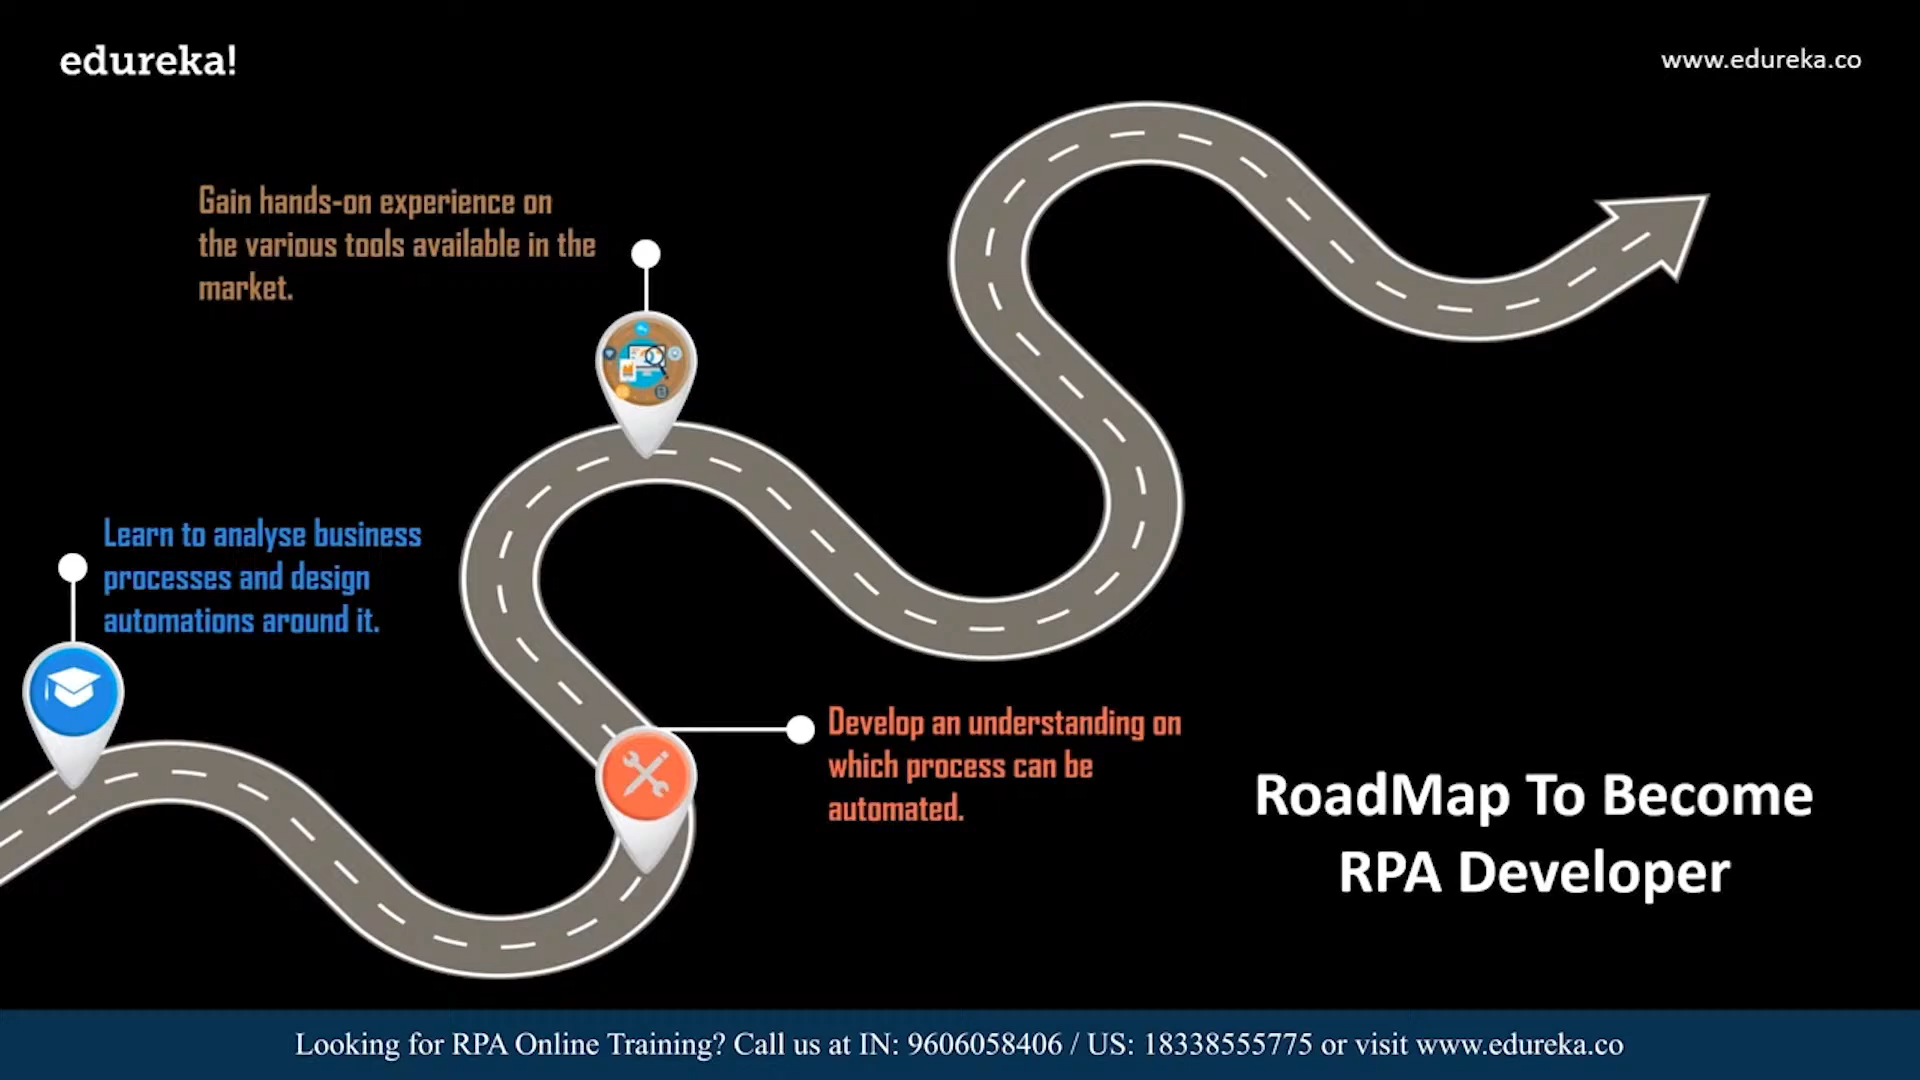 edureka!
www.edureka.co
Gain hands-on experience on
the various tools available in the
market.
Learn to analyse business
processes and design
automations around it.
Develop an understanding on
which process can be
automated.
RoadMap To Become
RPA Developer
Looking for RPA Online Training? Call us at IN: 9606058406 / US: 18338555775 or visit www.edureka.co